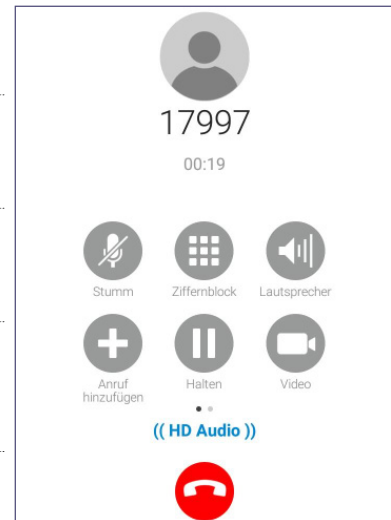 17997
00:19
Stumm Ziffernblock Lautsprecher
Anruf hinzufügen Halten Video
(( HD Audio ))